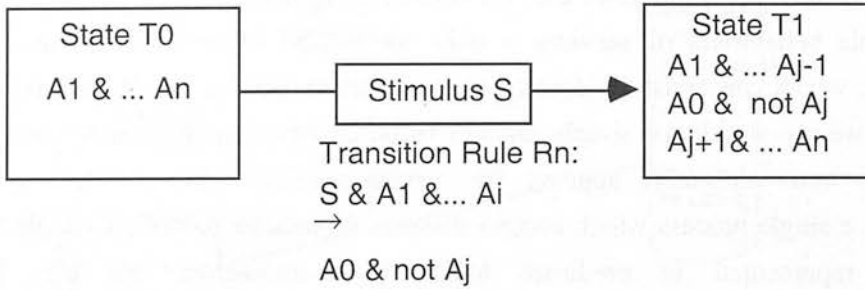 State T0
A1 & ... An
Stimulus S
Transition Rule Rn:
S & A1 &... Ai
→
A0 & not Aj
State T1
A1 & ... Aj-1
A0 & not Aj
Aj+1& ... An